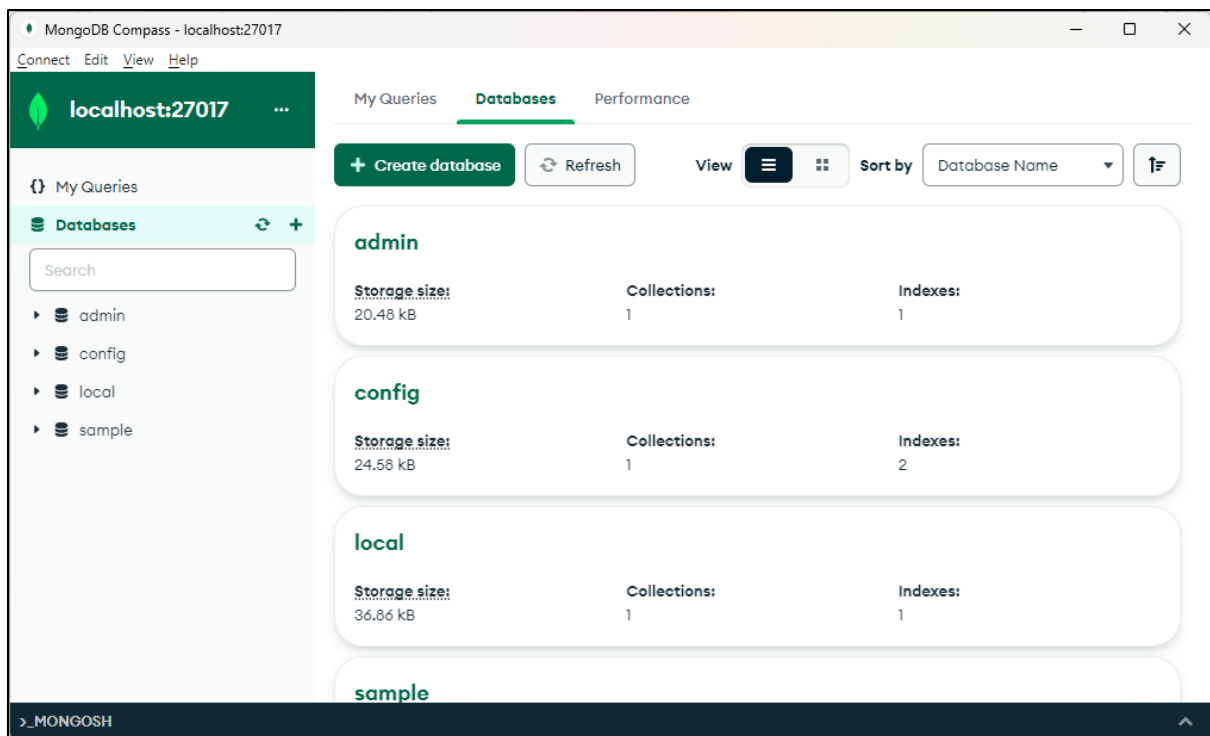 MongoDB Compass - localhost:27017
Connect Edit View Help
localhost:27017 ...
My Queries
Databases
Search
admin
config
local
sample
My Queries Databases Performance
+ Create database Refresh View Sort by Database Name
admin
Storage size: Collections: Indexes:
20.48 kB 1 1
config
Storage size: Collections: Indexes:
24.58 kB 1 2
local
Storage size: Collections: Indexes:
36.86 kB 1 1
sample
>_MONGOSH